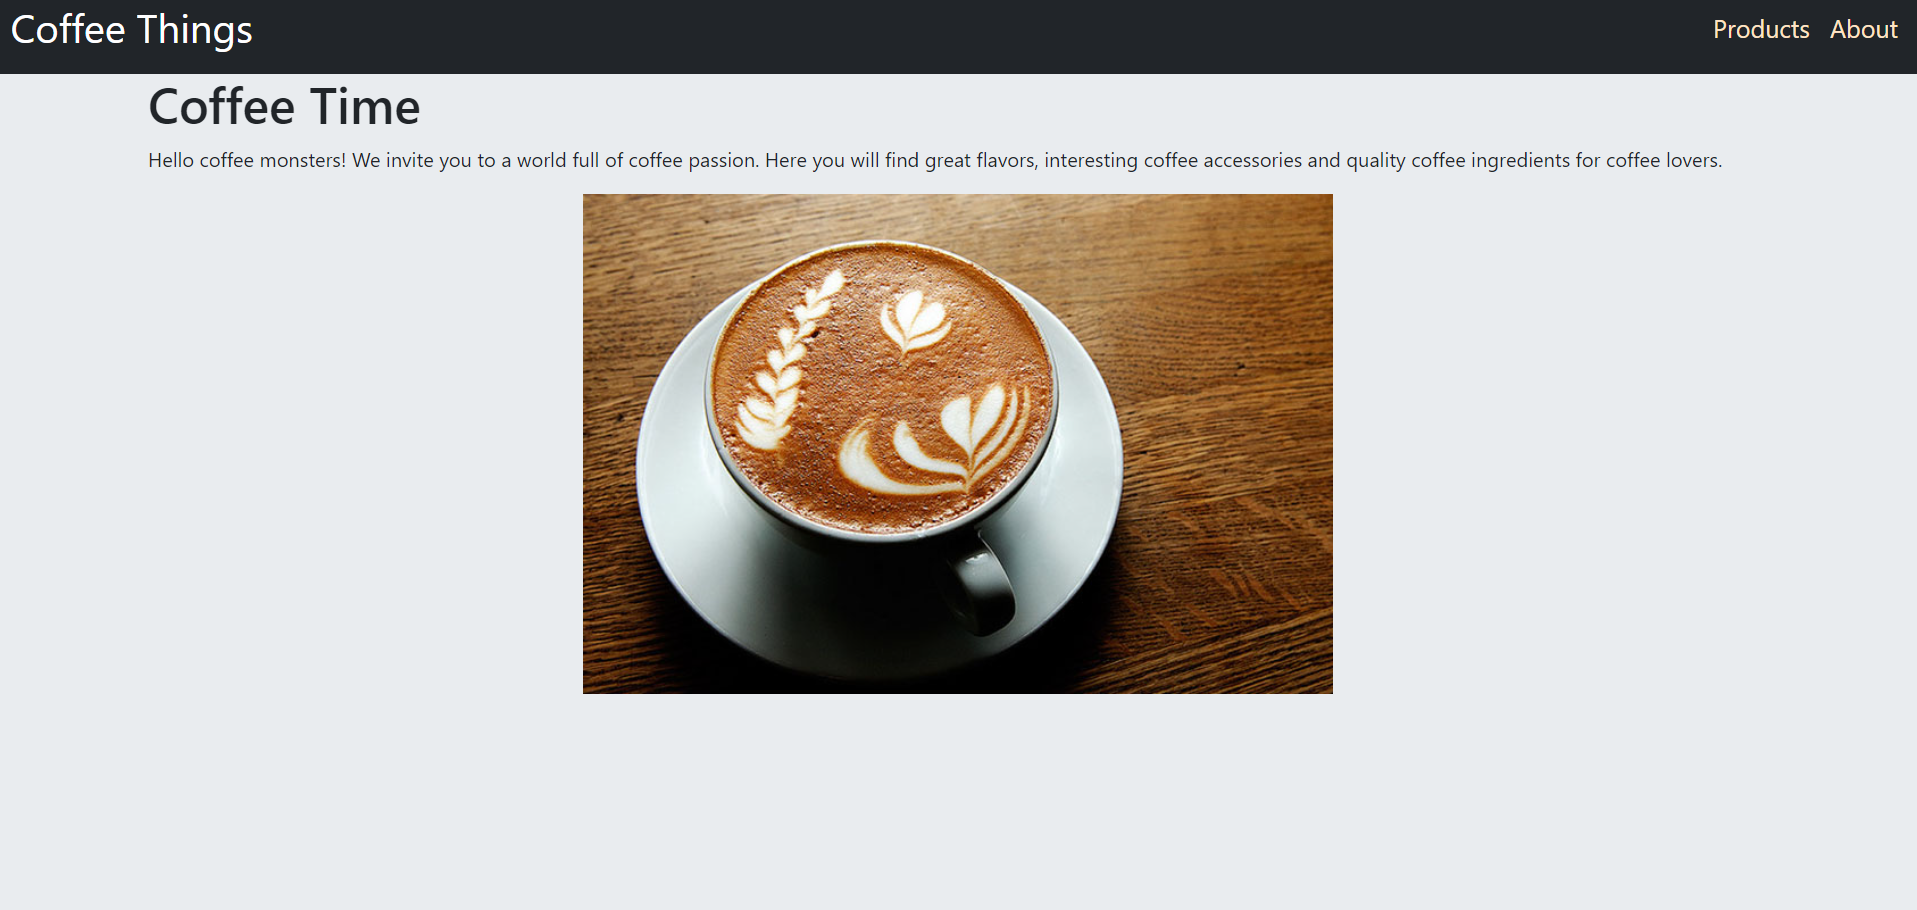 Coffee Things
Products
About
Coffee Time
Hello coffee monsters! We invite you to a world full of coffee passion. Here you will find great flavors, interesting coffee accessories and quality coffee ingredients for coffee lovers.